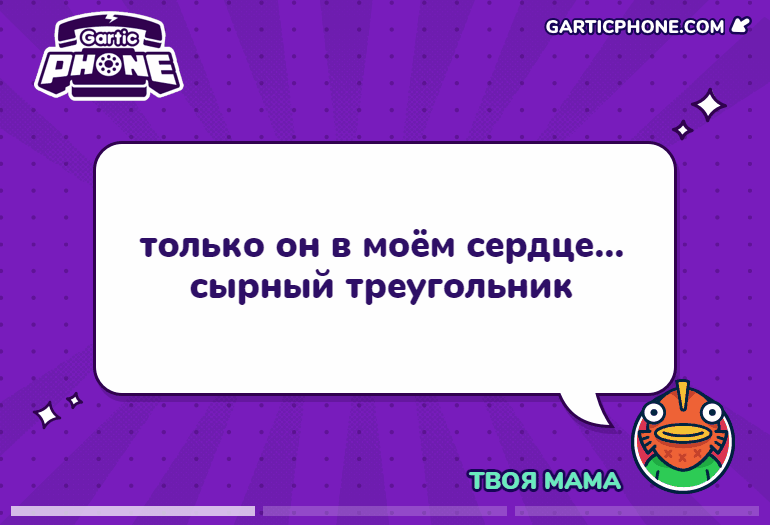 Gartic
PHONE
GARTICPHONE.COM
только он в моём сердце...
сырный треугольник
ТВОЯ МАМА